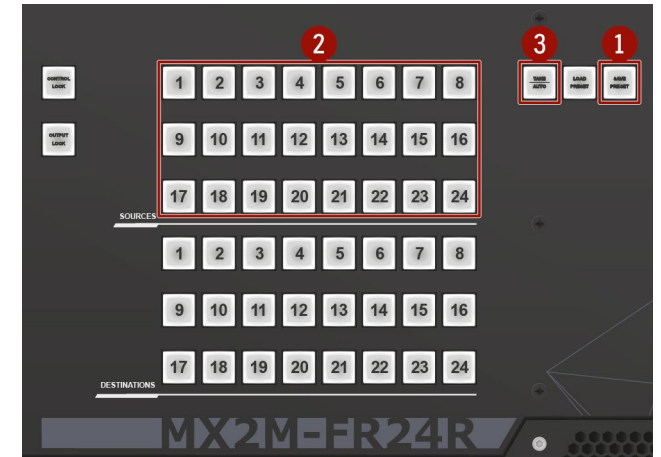 2
3
1
CONTROL
LOCK
1 2 3 4 5 6 7 8
TAKE
AUTO
LOAD
PRESET
SAVE
PRESET
OUTPUT
LOCK
9 10 11 12 13 14 15 16
17 18 19 20 21 22 23 24
SOURCES
1 2 3 4 5 6 7 8
9 10 11 12 13 14 15 16
17 18 19 20 21 22 23 24
DESTINATIONS
MX2M-FR24R